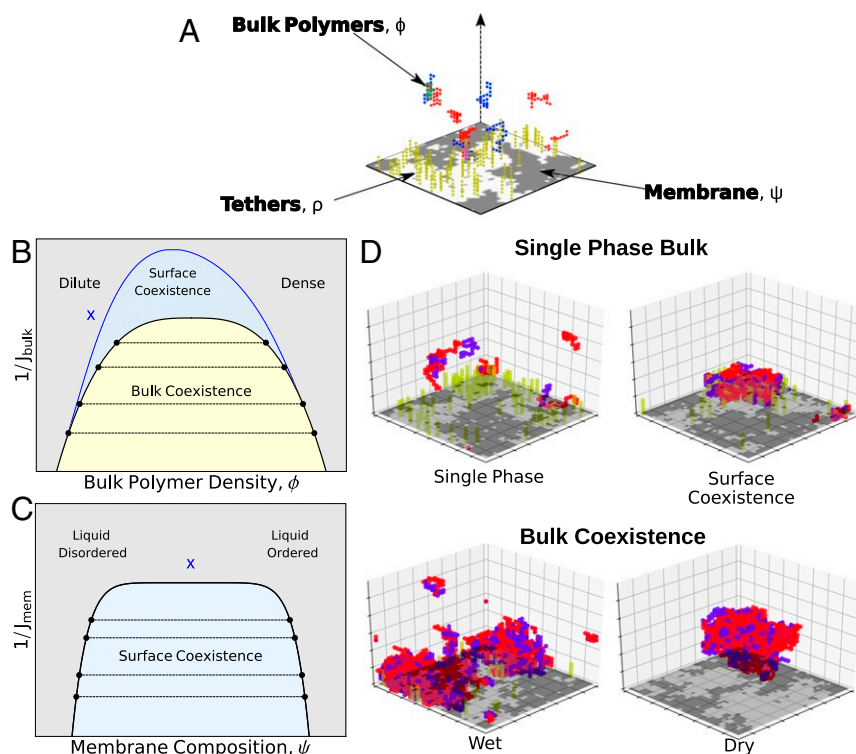 A
Bulk Polymers, ϕ
Tethers, ρ
Membrane, ψ
B
Dilute
Surface
Coexistence
Dense
x
Bulk Coexistence
1/J_bulk
Bulk Polymer Density, ϕ
C
Liquid
Disordered
Liquid
Ordered
x
Surface Coexistence
1/J_mem
Membrane Composition, ψ
D
Single Phase Bulk
Single Phase
Surface
Coexistence
Bulk Coexistence
Wet
Dry